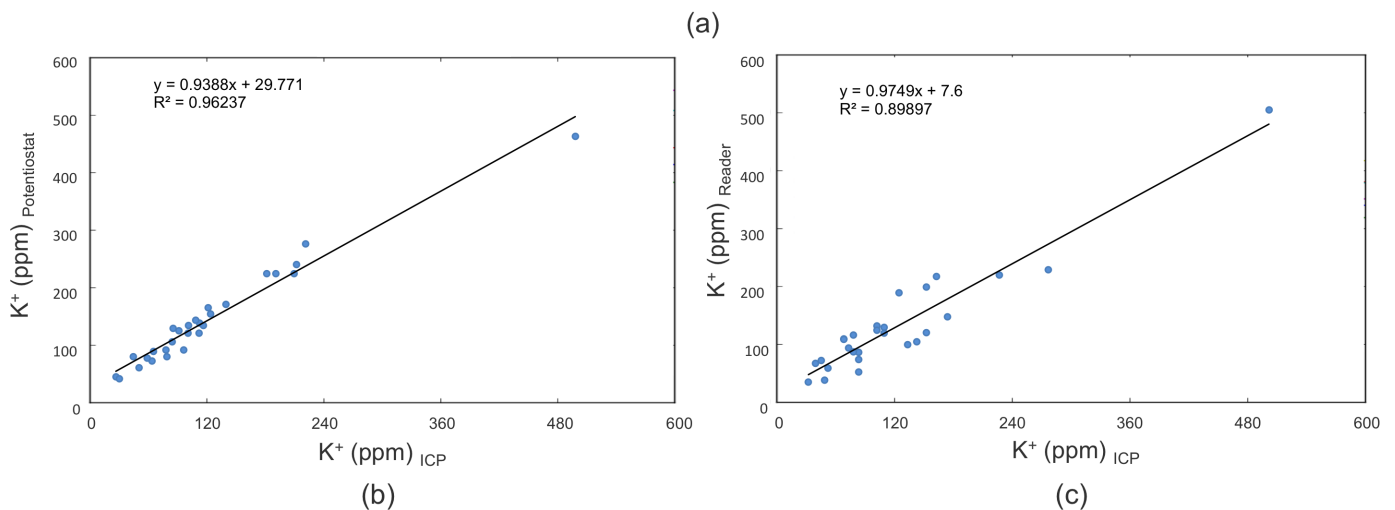 (a)
y = 0.9388x + 29.771
R² = 0.96237
600
500
400
300
200
100
0
0 120 240 360 480 600
K⁺ (ppm) Potentiostat
K⁺ (ppm) ICP
(b)
y = 0.9749x + 7.6
R² = 0.89897
600
500
400
300
200
100
0
0 120 240 360 480 600
K⁺ (ppm) Reader
K⁺ (ppm) ICP
(c)